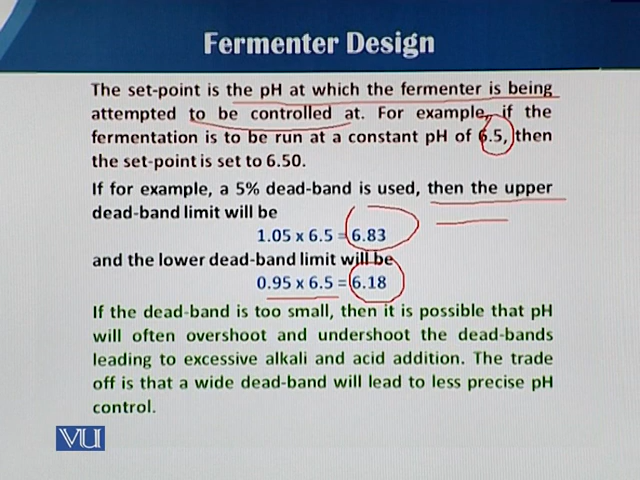 Fermenter Design
The set-point is the pH at which the fermenter is being
attempted to be controlled at. For example, if the
fermentation is to be run at a constant pH of 6.5, then
the set-point is set to 6.50.
If for example, a 5% dead-band is used, then the upper
dead-band limit will be
1.05 x 6.5 = 6.83
and the lower dead-band limit will be
0.95 x 6.5 = 6.18
If the dead-band is too small, then it is possible that pH
will often overshoot and undershoot the dead-bands
leading to excessive alkali and acid addition. The trade
off is that a wide dead-band will lead to less precise pH
control.
VU